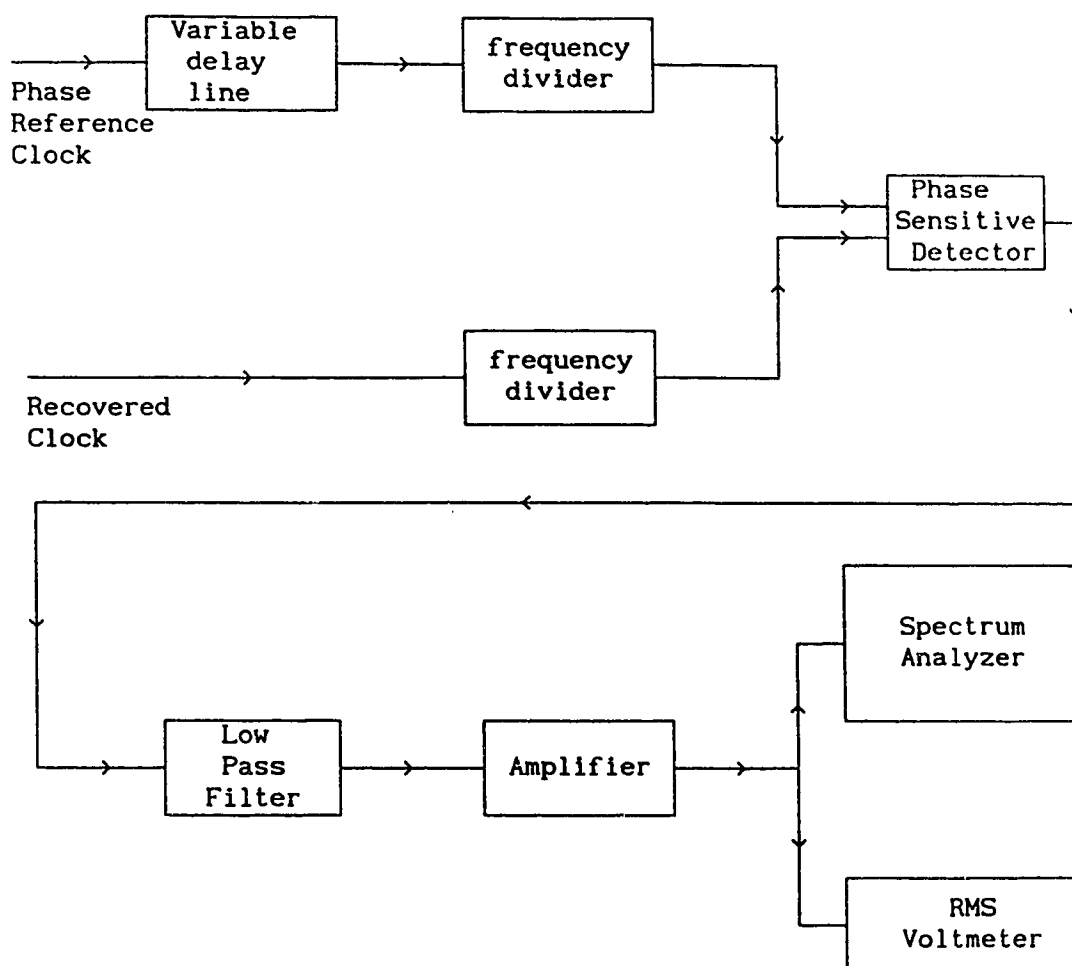 Variable
delay
line
frequency
divider
Phase
Reference
Clock
Phase
Sensitive
Detector
frequency
divider
Recovered
Clock
Spectrum
Analyzer
Low
Pass
Filter
Amplifier
RMS
Voltmeter